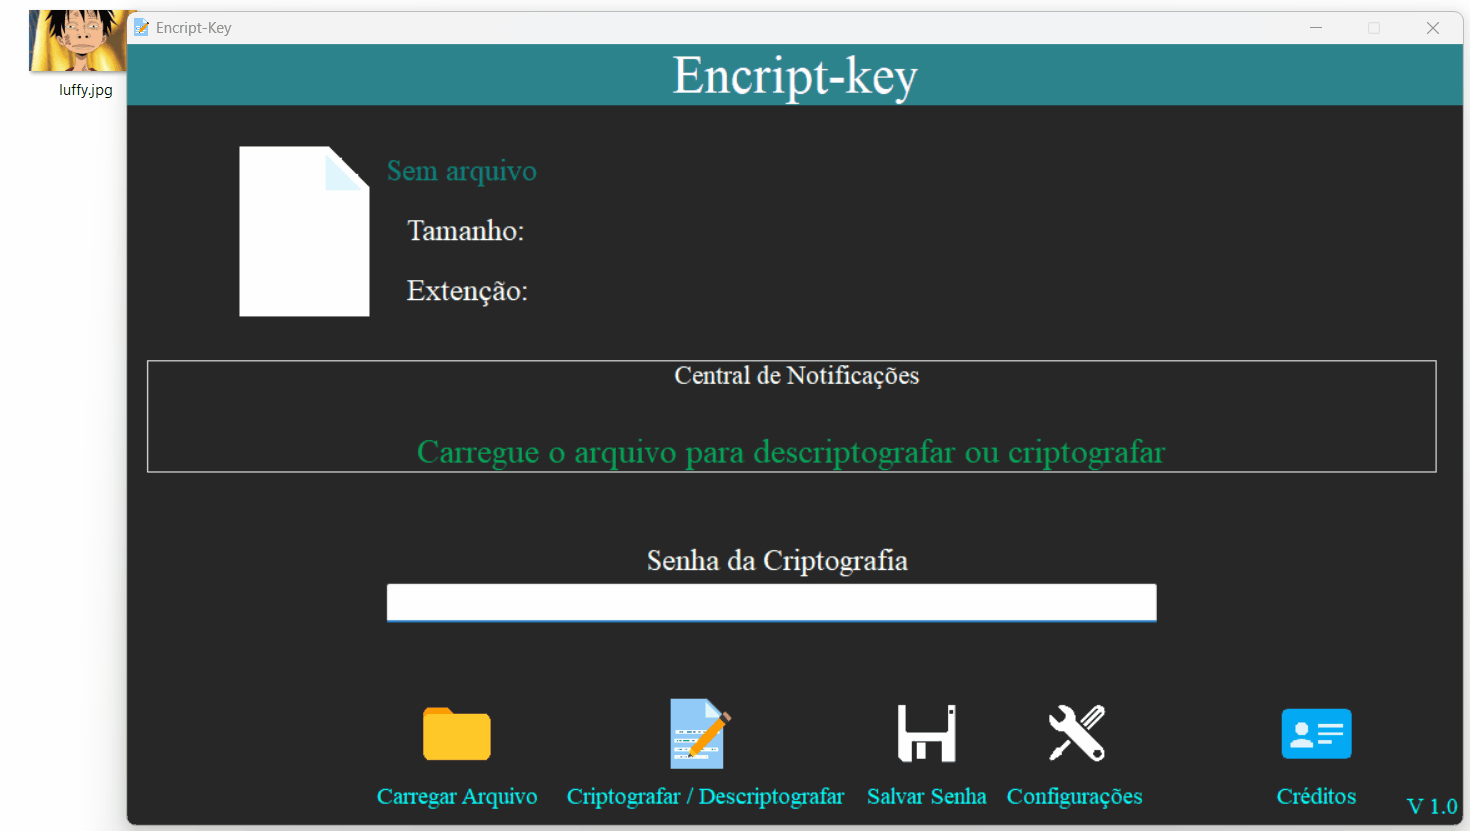 Encript-Key
Encript-key
luffy.jpg
Sem arquivo
Tamanho:
Extenção:
Central de Notificações
Carregue o arquivo para descriptografar ou criptografar
Senha da Criptografia
Carregar Arquivo
Criptografar / Descriptografar
Salvar Senha
Configurações
Créditos
V 1.0